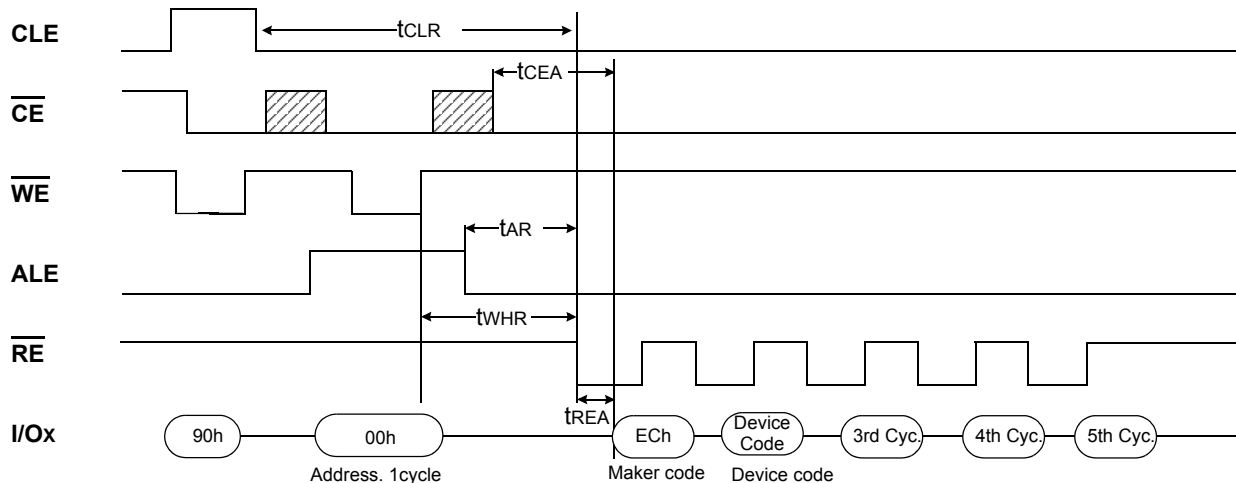 CLE
tCLR
tCEA
CE
WE
tAR
ALE
tWHR
RE
tREA
I/Ox
90h
00h
ECh
Device
Code
3rd Cyc.
4th Cyc.
5th Cyc.
Address. 1cycle
Maker code
Device code